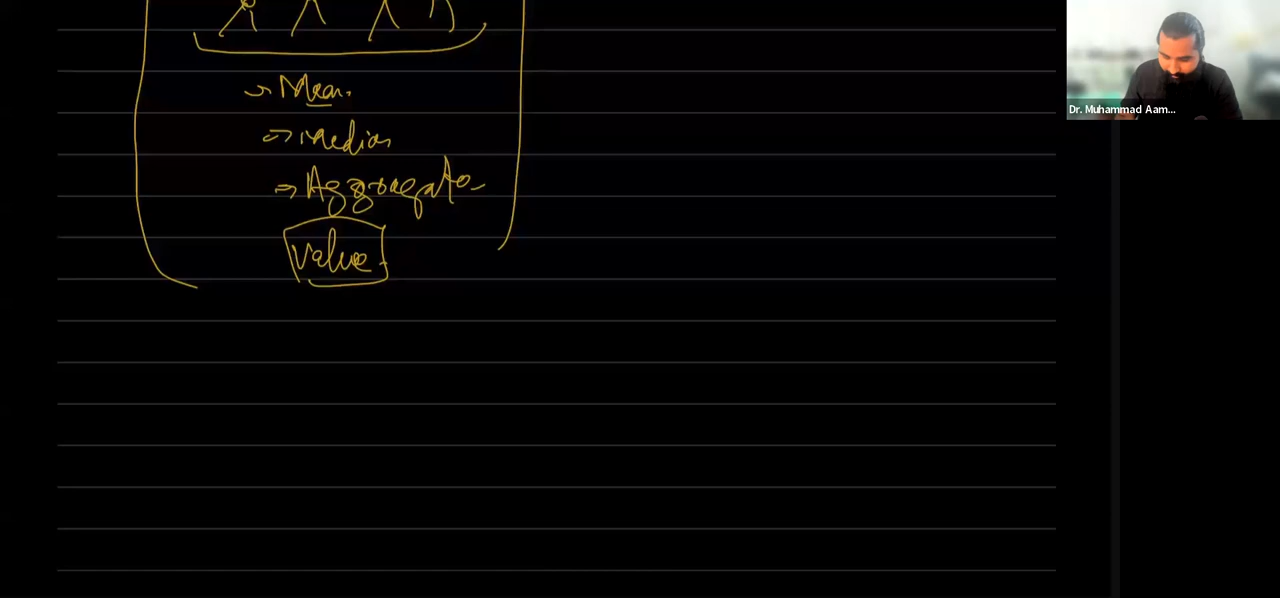 → Mean.
→ Median
→ Aggregate
Value
Dr. Muhammad Aam...